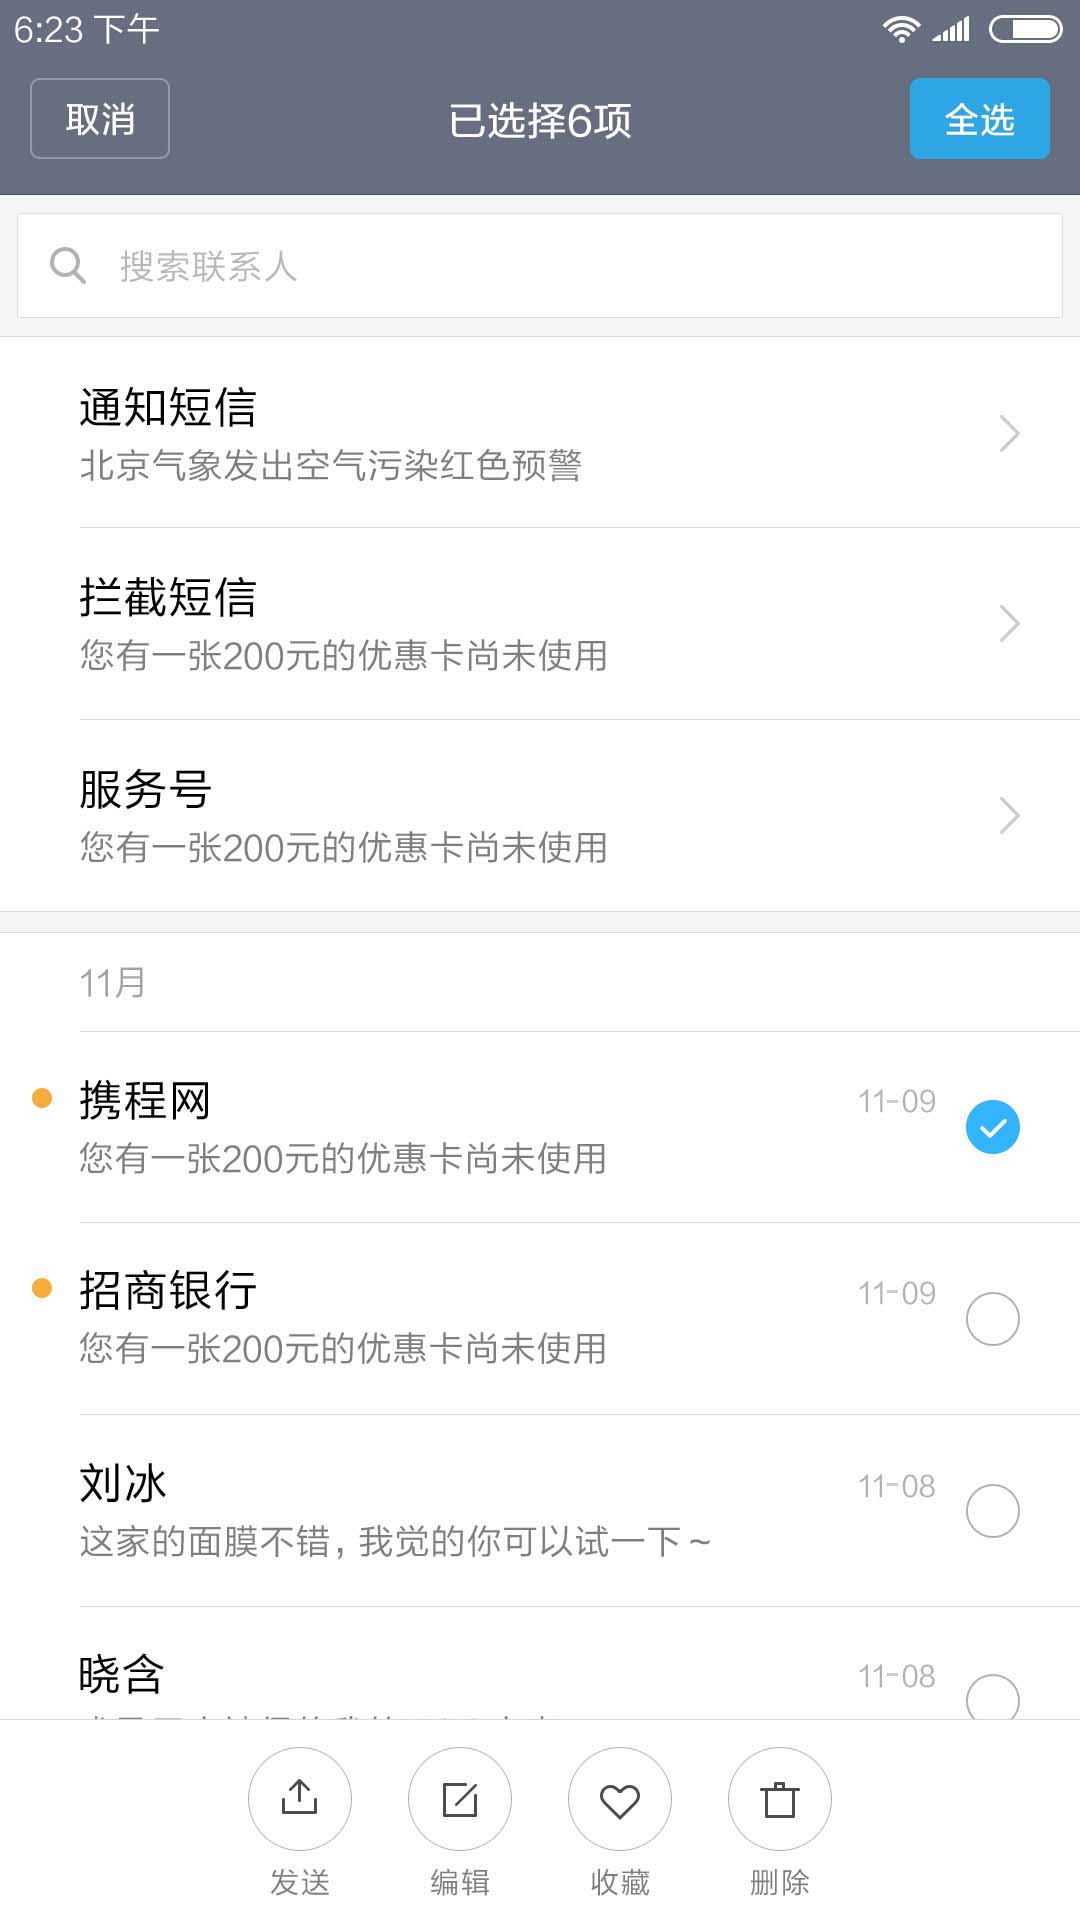 6:23 下午
取消
已选择6项
全选
搜索联系人
通知短信
北京气象发出空气污染红色预警
拦截短信
您有一张200元的优惠卡尚未使用
服务号
您有一张200元的优惠卡尚未使用
11月
携程网
11-09
您有一张200元的优惠卡尚未使用
招商银行
11-09
您有一张200元的优惠卡尚未使用
刘冰
11-08
这家的面膜不错，我觉的你可以试一下~
晓含
11-08
发送
编辑
收藏
删除